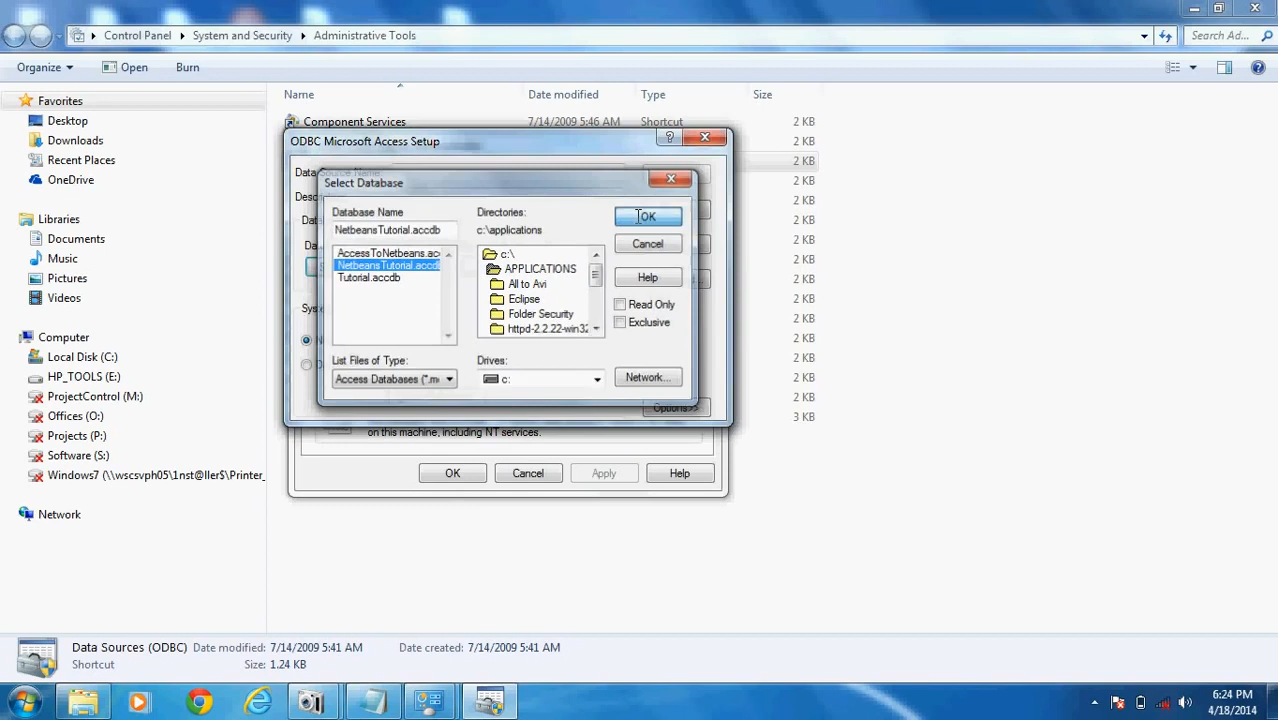 Control Panel
System and Security
Administrative Tools
Search Ad...
Organize
Open
Burn
Favorites
Desktop
Downloads
Recent Places
OneDrive
Libraries
Documents
Music
Pictures
Videos
Computer
Local Disk (C:)
HP_TOOLS (E:)
ProjectControl (M:)
Offices (O:)
Projects (P:)
Software (S:)
Windows7 (\\wscsvph05\1nst@ller$\Printer_
Network
Name Date modified Type Size
Component Services 7/14/2009 5:46 AM Shortcut 2 KB
2 KB
2 KB
2 KB
2 KB
2 KB
2 KB
2 KB
2 KB
2 KB
2 KB
2 KB
2 KB
2 KB
2 KB
3 KB
ODBC Microsoft Access Setup
Select Database
Database Name
NetbeansTutorial.accdb
AccessToNetbeans.ac
NetbeansTutorial.accdb
Tutorial.accdb
List Files of Type:
Access Databases (*.m
Directories:
c:\applications
c:\
APPLICATIONS
All to Avi
Eclipse
Folder Security
httpd-2.2.22-win32
Drives:
c:
OK
Cancel
Help
Read Only
Exclusive
Network...
Options>>
on this machine, including NT services.
OK
Cancel
Apply
Help
Data Sources (ODBC) Date modified: 7/14/2009 5:41 AM Date created: 7/14/2009 5:41 AM
Shortcut Size: 1.24 KB
6:24 PM
4/18/2014